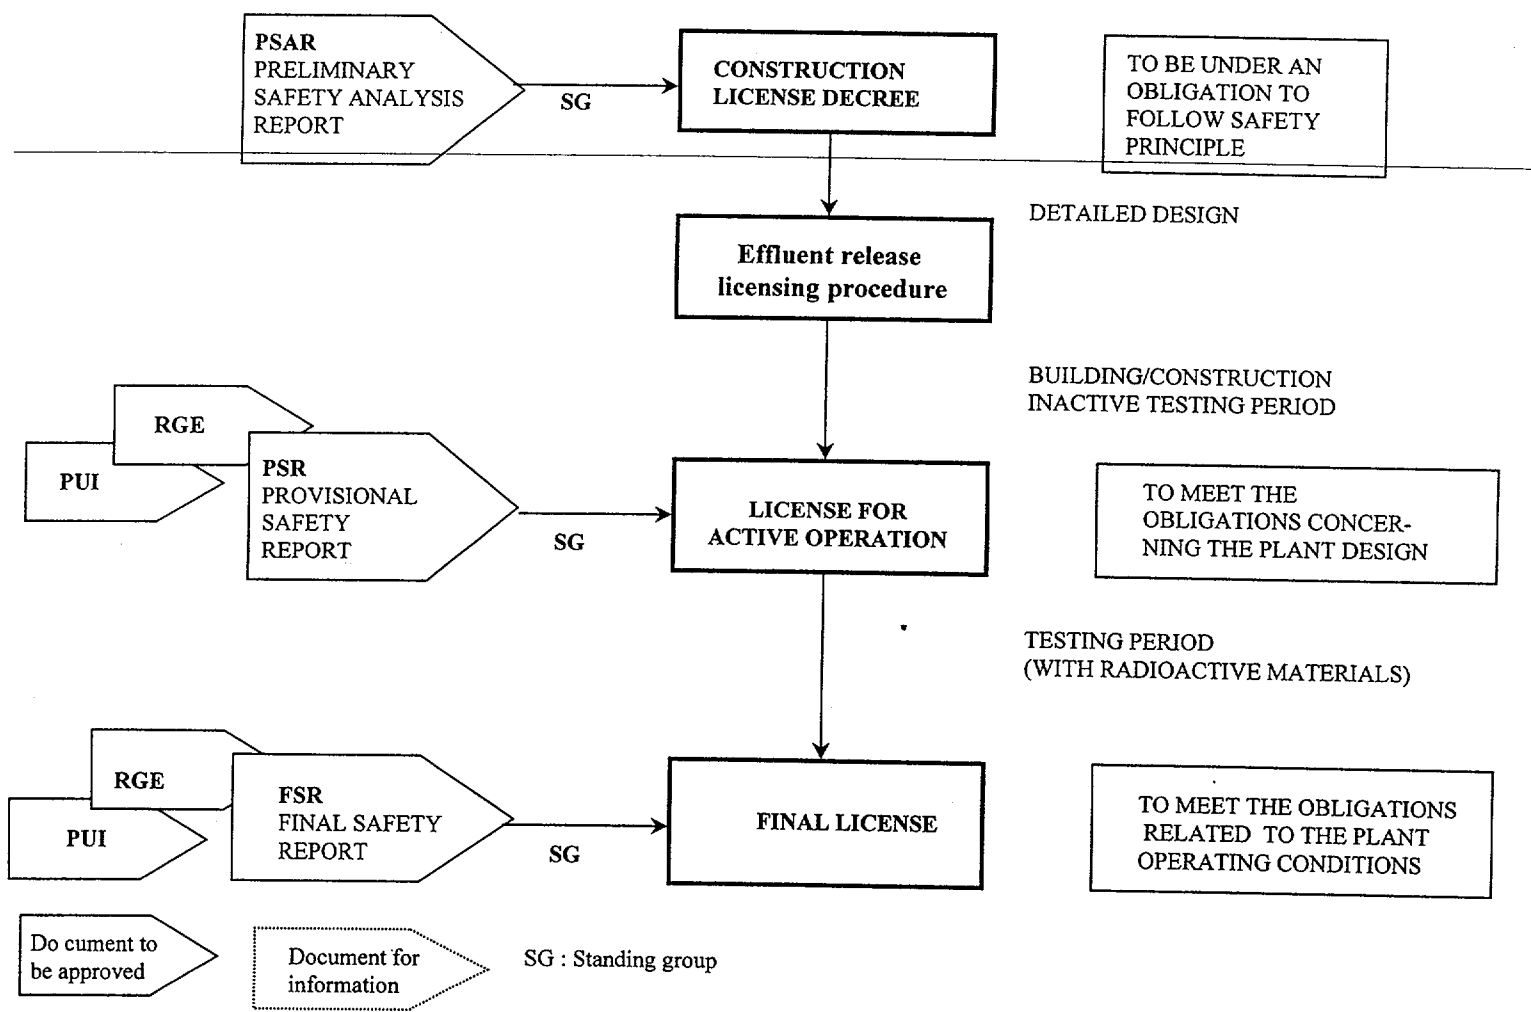 PSAR
PRELIMINARY
SAFETY ANALYSIS
REPORT
SG
CONSTRUCTION
LICENSE DECREE
TO BE UNDER AN
OBLIGATION TO
FOLLOW SAFETY
PRINCIPLE
DETAILED DESIGN
Effluent release
licensing procedure
BUILDING/CONSTRUCTION
INACTIVE TESTING PERIOD
RGE
PUI
PSR
PROVISIONAL
SAFETY
REPORT
SG
LICENSE FOR
ACTIVE OPERATION
TO MEET THE
OBLIGATIONS CONCER-
NING THE PLANT DESIGN
TESTING PERIOD
(WITH RADIOACTIVE MATERIALS)
RGE
PUI
FSR
FINAL SAFETY
REPORT
SG
FINAL LICENSE
TO MEET THE OBLIGATIONS
RELATED TO THE PLANT
OPERATING CONDITIONS
Do cument to
be approved
Document for
information
SG : Standing group